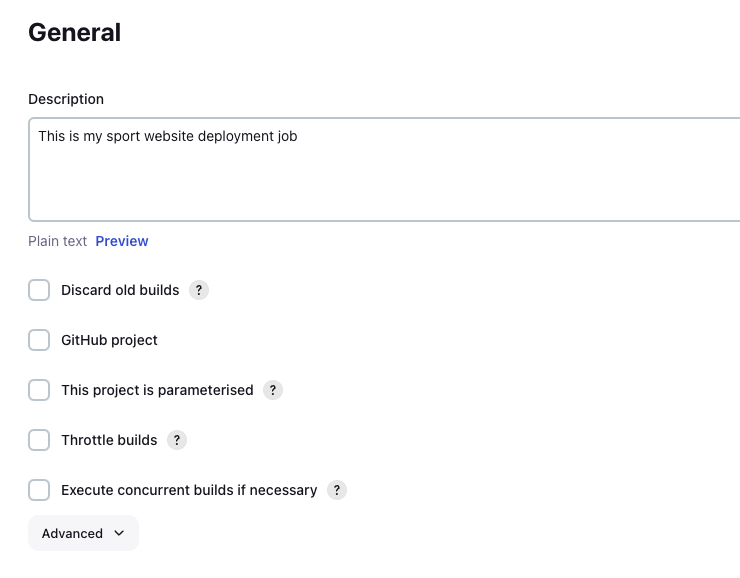 General
Description
This is my sport website deployment job
Plain text Preview
Discard old builds ?
GitHub project
This project is parameterised ?
Throttle builds ?
Execute concurrent builds if necessary ?
Advanced